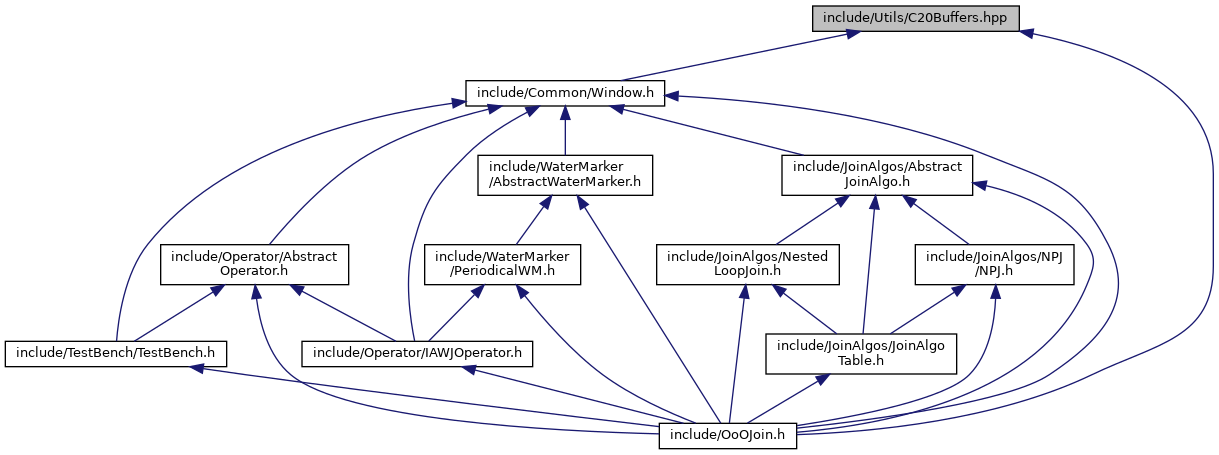 include/Utils/C20Buffers.hpp
include/Common/Window.h
include/WaterMarker
/AbstractWaterMarker.h
include/JoinAlgos/Abstract
JoinAlgo.h
include/Operator/Abstract
Operator.h
include/WaterMarker
/PeriodicalWM.h
include/JoinAlgos/Nested
LoopJoin.h
include/JoinAlgos/NPJ
/NPJ.h
include/TestBench/TestBench.h
include/Operator/IAWJOperator.h
include/JoinAlgos/JoinAlgo
Table.h
include/OoOJoin.h